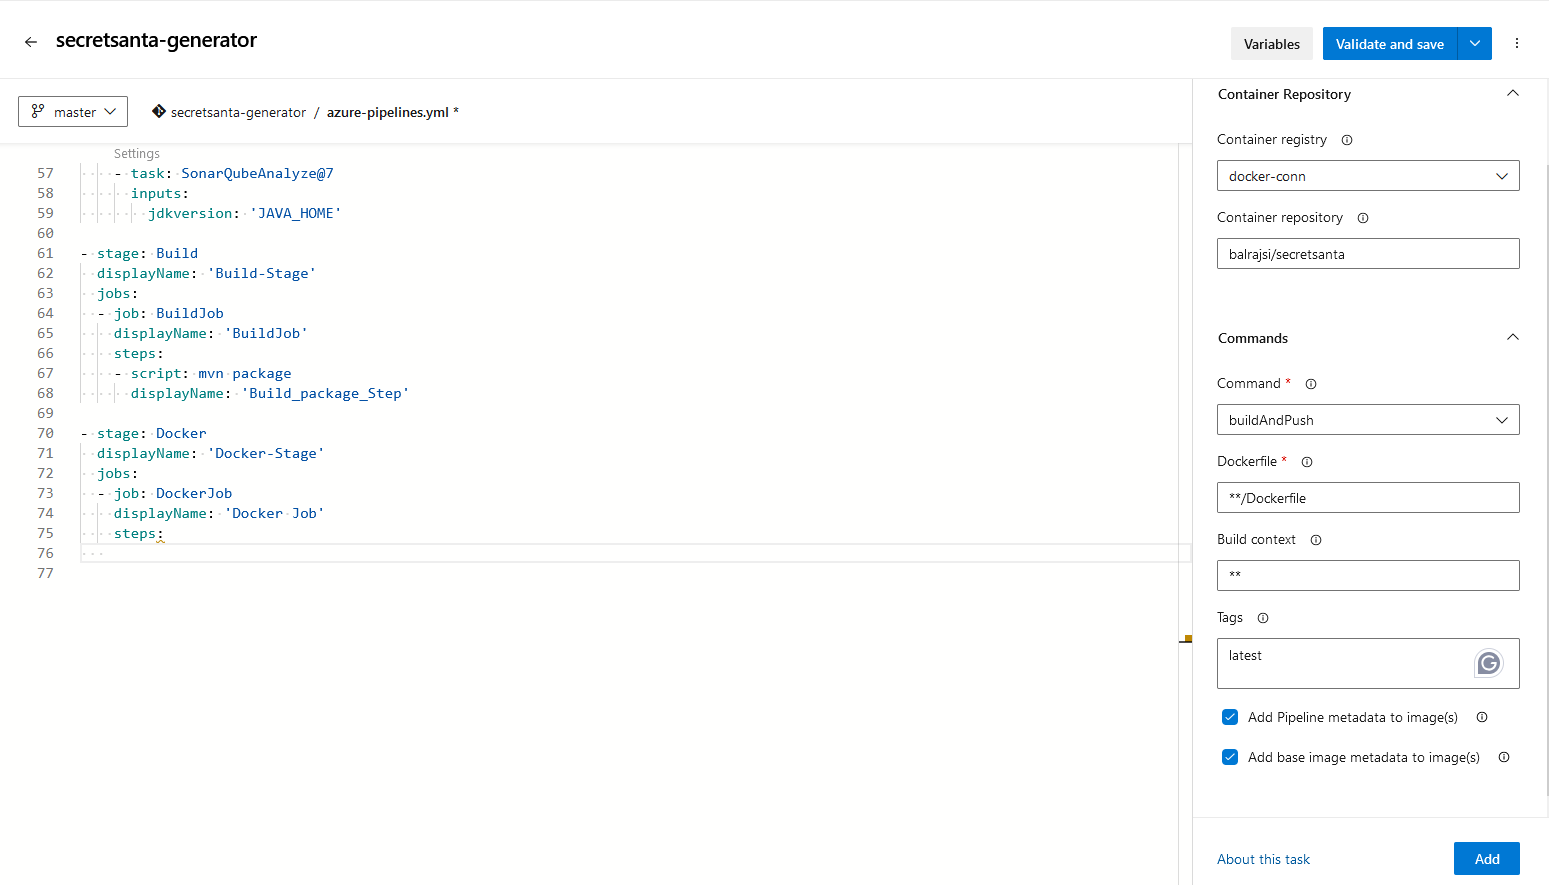 secretsanta-generator
Variables
Validate and save
master
secretsanta-generator / azure-pipelines.yml *
Settings
57 - task: SonarQubeAnalyze@7
58 inputs:
59 jdkversion: 'JAVA_HOME'
60
61 - stage: Build
62 displayName: 'Build-Stage'
63 jobs:
64 - job: BuildJob
65 displayName: 'BuildJob'
66 steps:
67 - script: mvn package
68 displayName: 'Build_package_Step'
69
70 - stage: Docker
71 displayName: 'Docker-Stage'
72 jobs:
73 - job: DockerJob
74 displayName: 'Docker Job'
75 steps:
76
77
Container Repository
Container registry
docker-conn
Container repository
balrajsi/secretsanta
Commands
Command *
buildAndPush
Dockerfile *
**/Dockerfile
Build context
**
Tags
latest
Add Pipeline metadata to image(s)
Add base image metadata to image(s)
About this task
Add